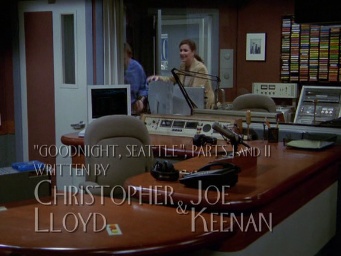 "GOODNIGHT, SEATTLE", PARTS I AND II
WRITTEN BY
CHRISTOPHER LLOYD & JOE KEENAN